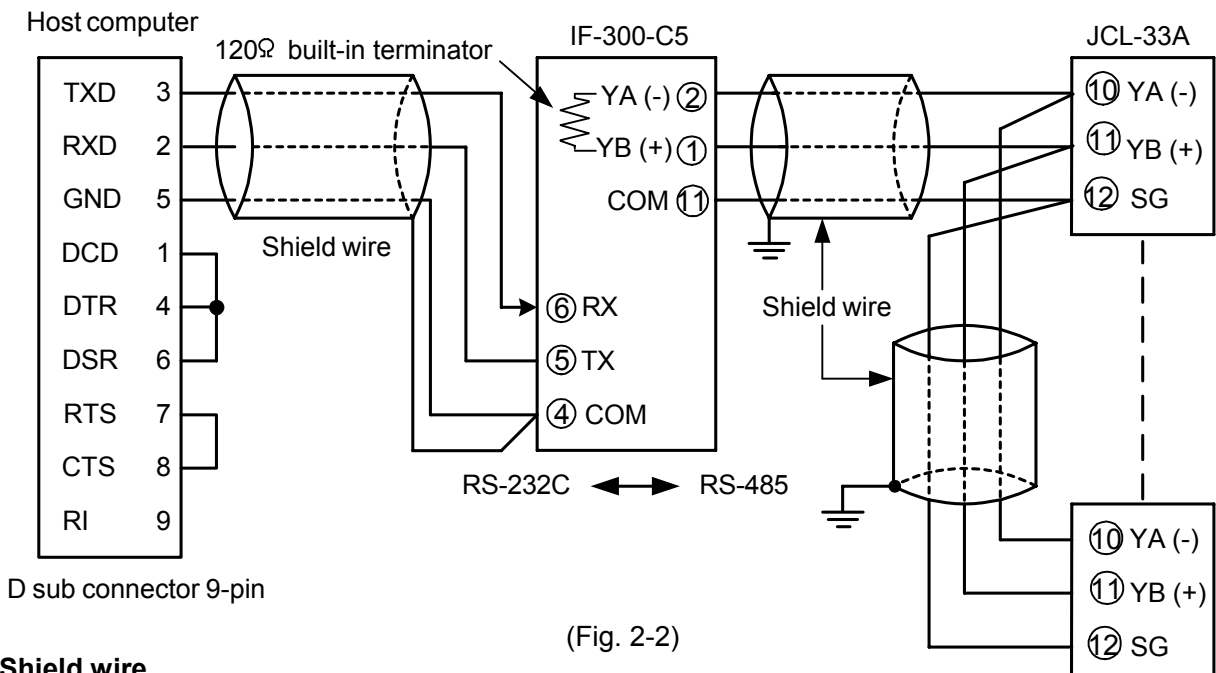 Host computer
120Ω built-in terminator
IF-300-C5
JCL-33A
TXD 3
RXD 2
GND 5
DCD 1
DTR 4
DSR 6
RTS 7
CTS 8
RI 9
D sub connector 9-pin
Shield wire
YA (-) ②
YB (+) ①
COM ⑪
⑥ RX
⑤ TX
④ COM
RS-232C
RS-485
Shield wire
⑩ YA (-)
⑪ YB (+)
⑫ SG
⑩ YA (-)
⑪ YB (+)
⑫ SG
(Fig. 2-2)
Shield wire